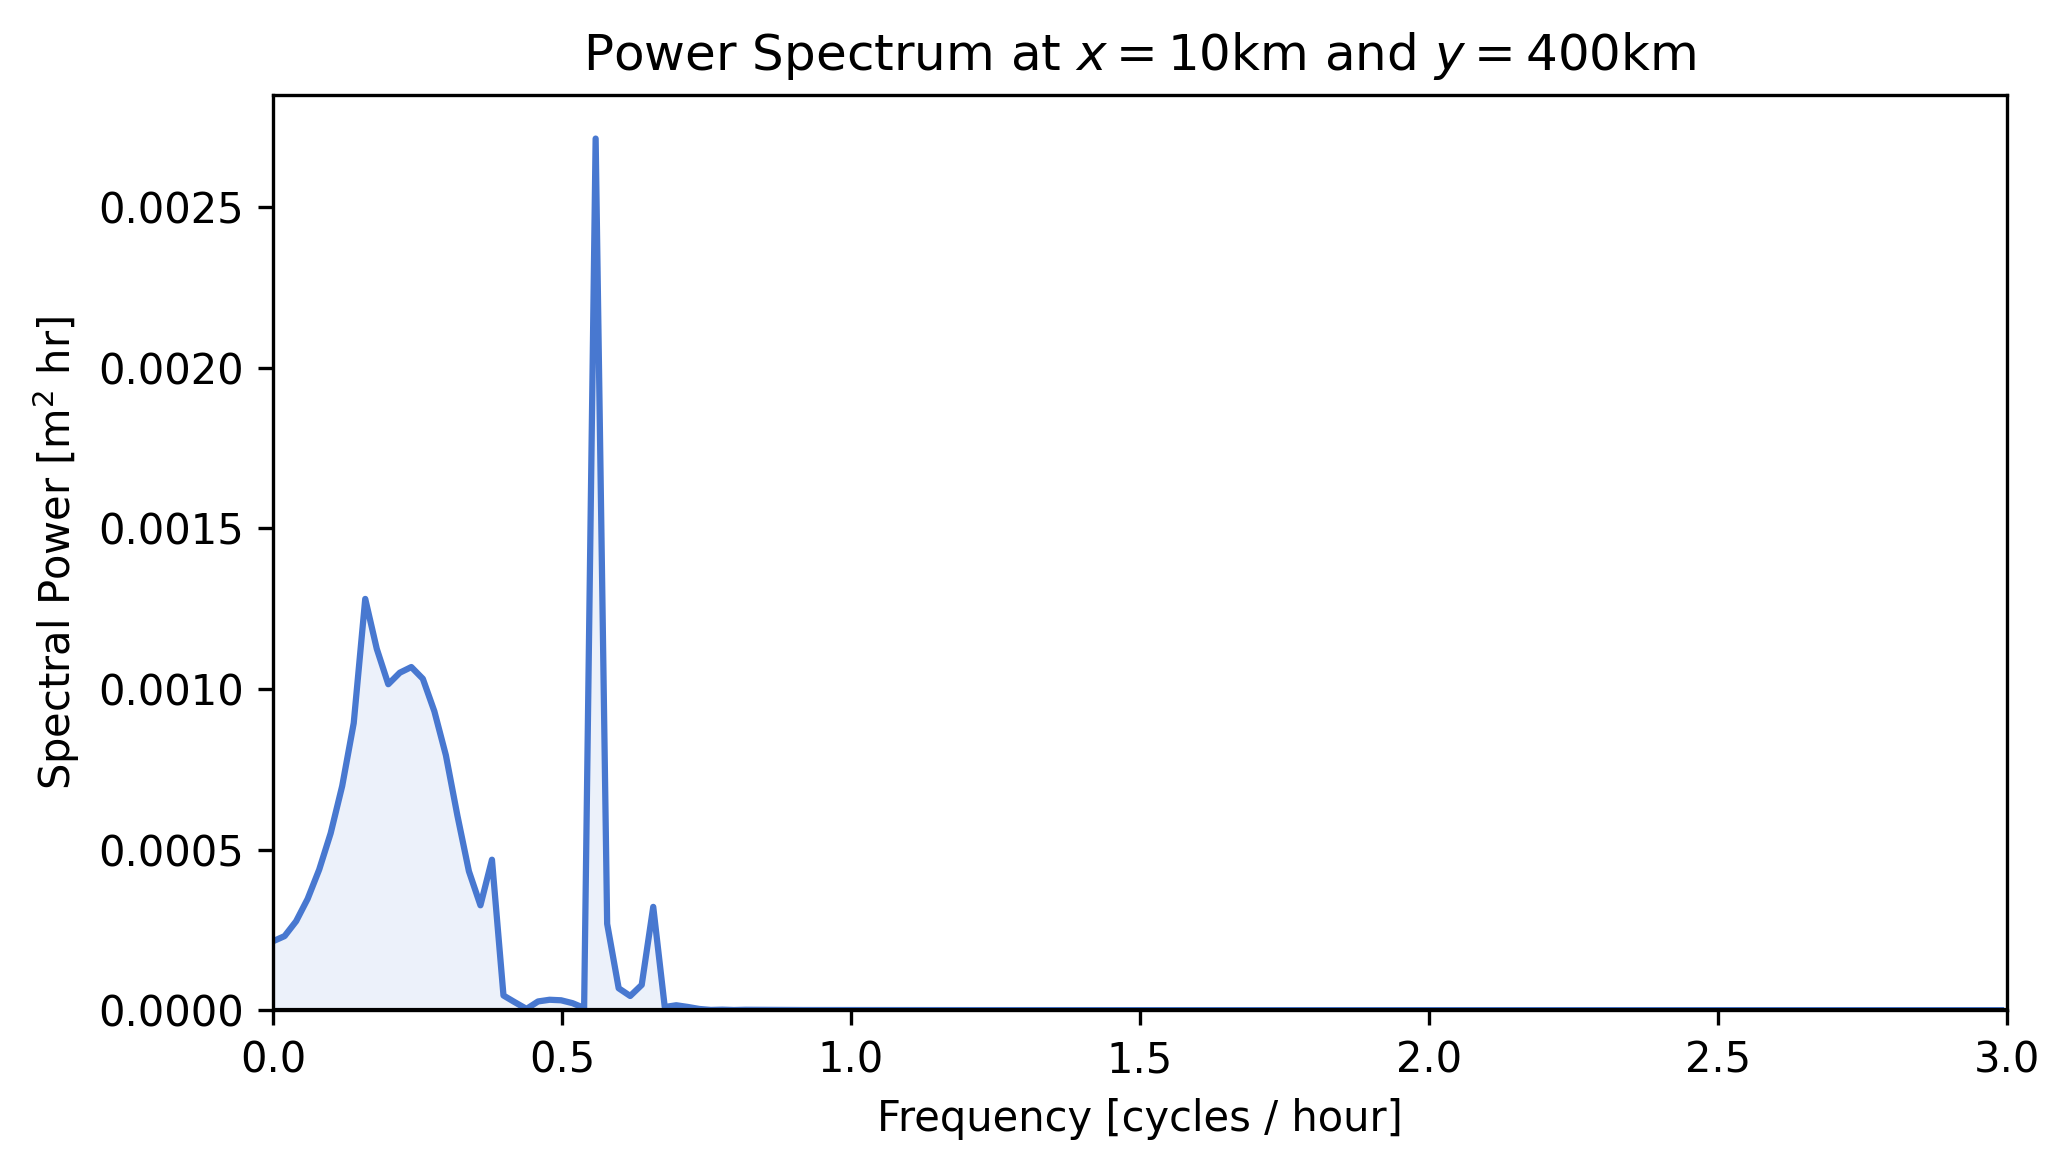 Power Spectrum at x = 10km and y = 400km
Spectral Power [m² hr]
0.0025
0.0020
0.0015
0.0010
0.0005
0.0000
0.0 0.5 1.0 1.5 2.0 2.5 3.0
Frequency [cycles / hour]